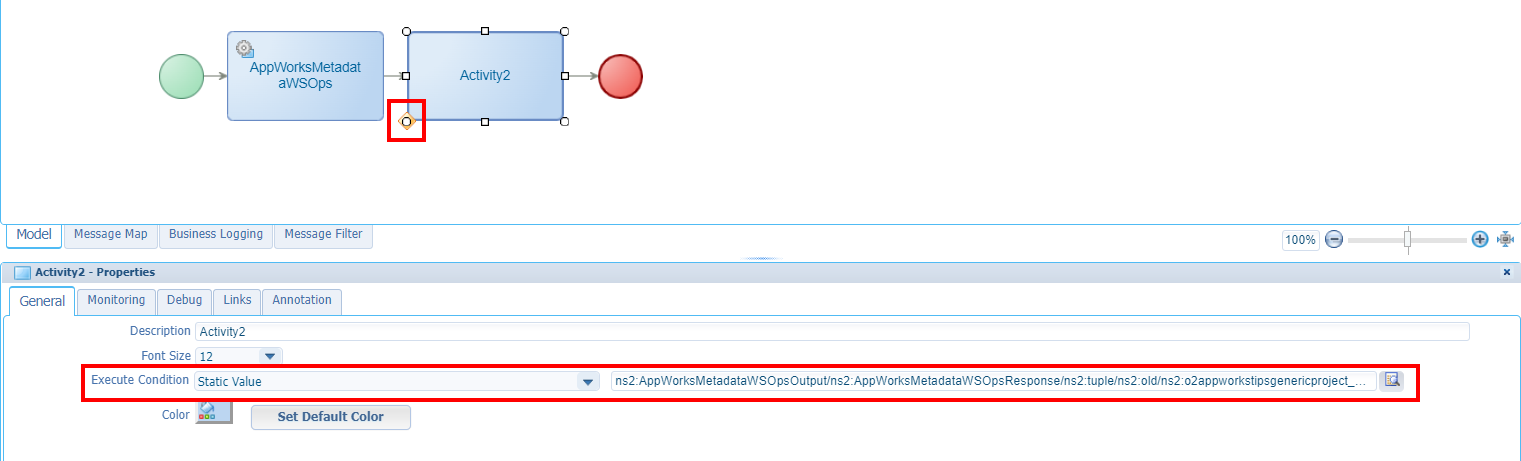 AppWorksMetadat
aWSOps
Activity2
Model Message Map Business Logging Message Filter
100%
Activity2 - Properties
General Monitoring Debug Links Annotation
Description Activity2
Font Size 12
Execute Condition Static Value ns2:AppWorksMetadataWSOpsOutput/ns2:AppWorksMetadataWSOpsResponse/ns2:tuple/ns2:old/ns2:o2appworkstipsgenericproject_...
Color Set Default Color